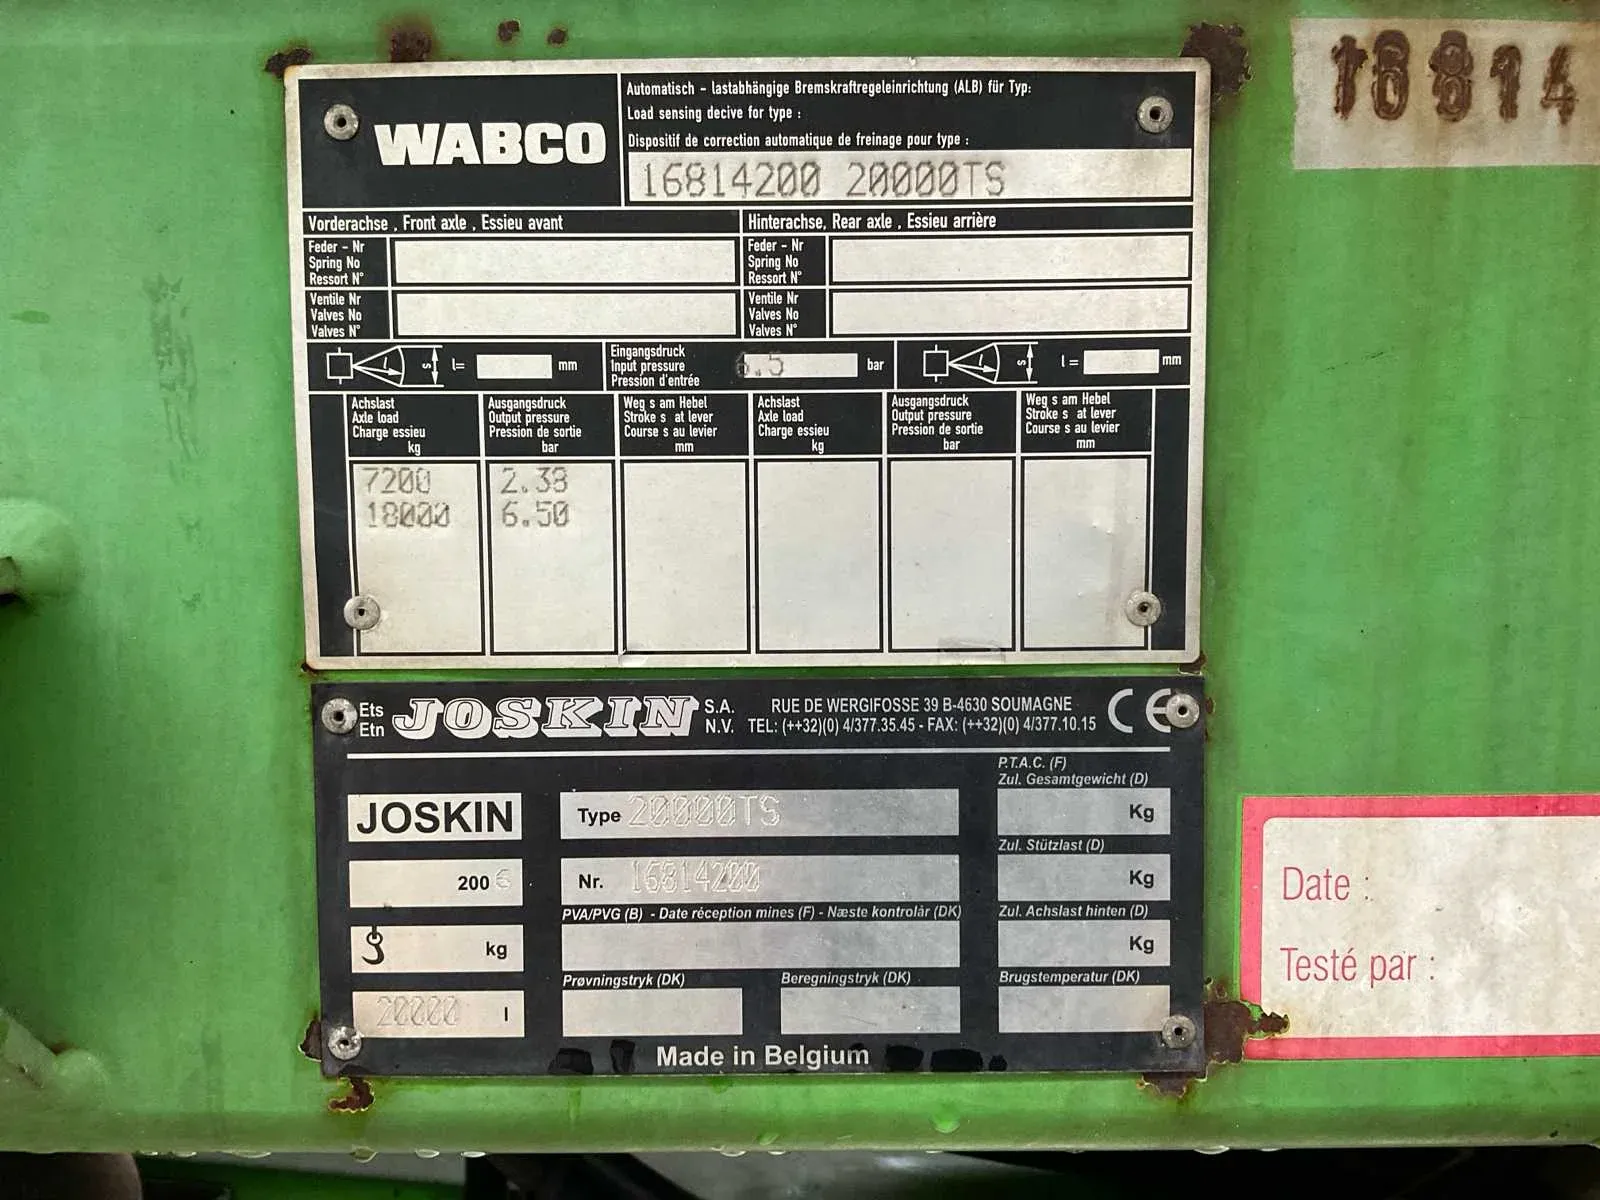 16814
WABCO
Automatisch - lastabhängige Bremskraftregeleinrichtung (ALB) für Typ:
Load sensing decive for type :
Dispositif de correction automatique de freinage pour type :
16814200 20000TS
Vorderachse , Front axle , Essieu avant
Hinterachse, Rear axle , Essieu arrière
Feder - Nr
Spring No
Ressort N°
Feder - Nr
Spring No
Ressort N°
Ventile Nr
Valves No
Valves N°
Ventile Nr
Valves No
Valves N°
l s l= mm
Eingangsdruck
Input pressure
Pression d'entrée
6.5 bar
l s l = mm
Achslast
Axle load
Charge essieu
kg
Ausgangsdruck
Output pressure
Pression de sortie
bar
Weg s am Hebel
Stroke s at lever
Course s au levier
mm
Achslast
Axle load
Charge essieu
kg
Ausgangsdruck
Output pressure
Pression de sortie
bar
Weg s am Hebel
Stroke s at lever
Course s au levier
mm
7200 2.38
18000 6.50
Ets
Etn
JOSKIN S.A.
N.V.
RUE DE WERGIFOSSE 39 B-4630 SOUMAGNE
TEL: (++32)(0) 4/377.35.45 - FAX: (++32)(0) 4/377.10.15
CE
P.T.A.C. (F)
Zul. Gesamtgewicht (D)
JOSKIN
Type 20000TS
Kg
Zul. Stützlast (D)
2006
Nr. 16814200
Kg
PVA/PVG (B) - Date réception mines (F) - Næste kontrolár (DK)
Zul. Achslast hinten (D)
kg
Kg
Prøvningstryk (DK)
Beregningstryk (DK)
Brugstemperatur (DK)
20000 l
Made in Belgium
Date :
Testé par :